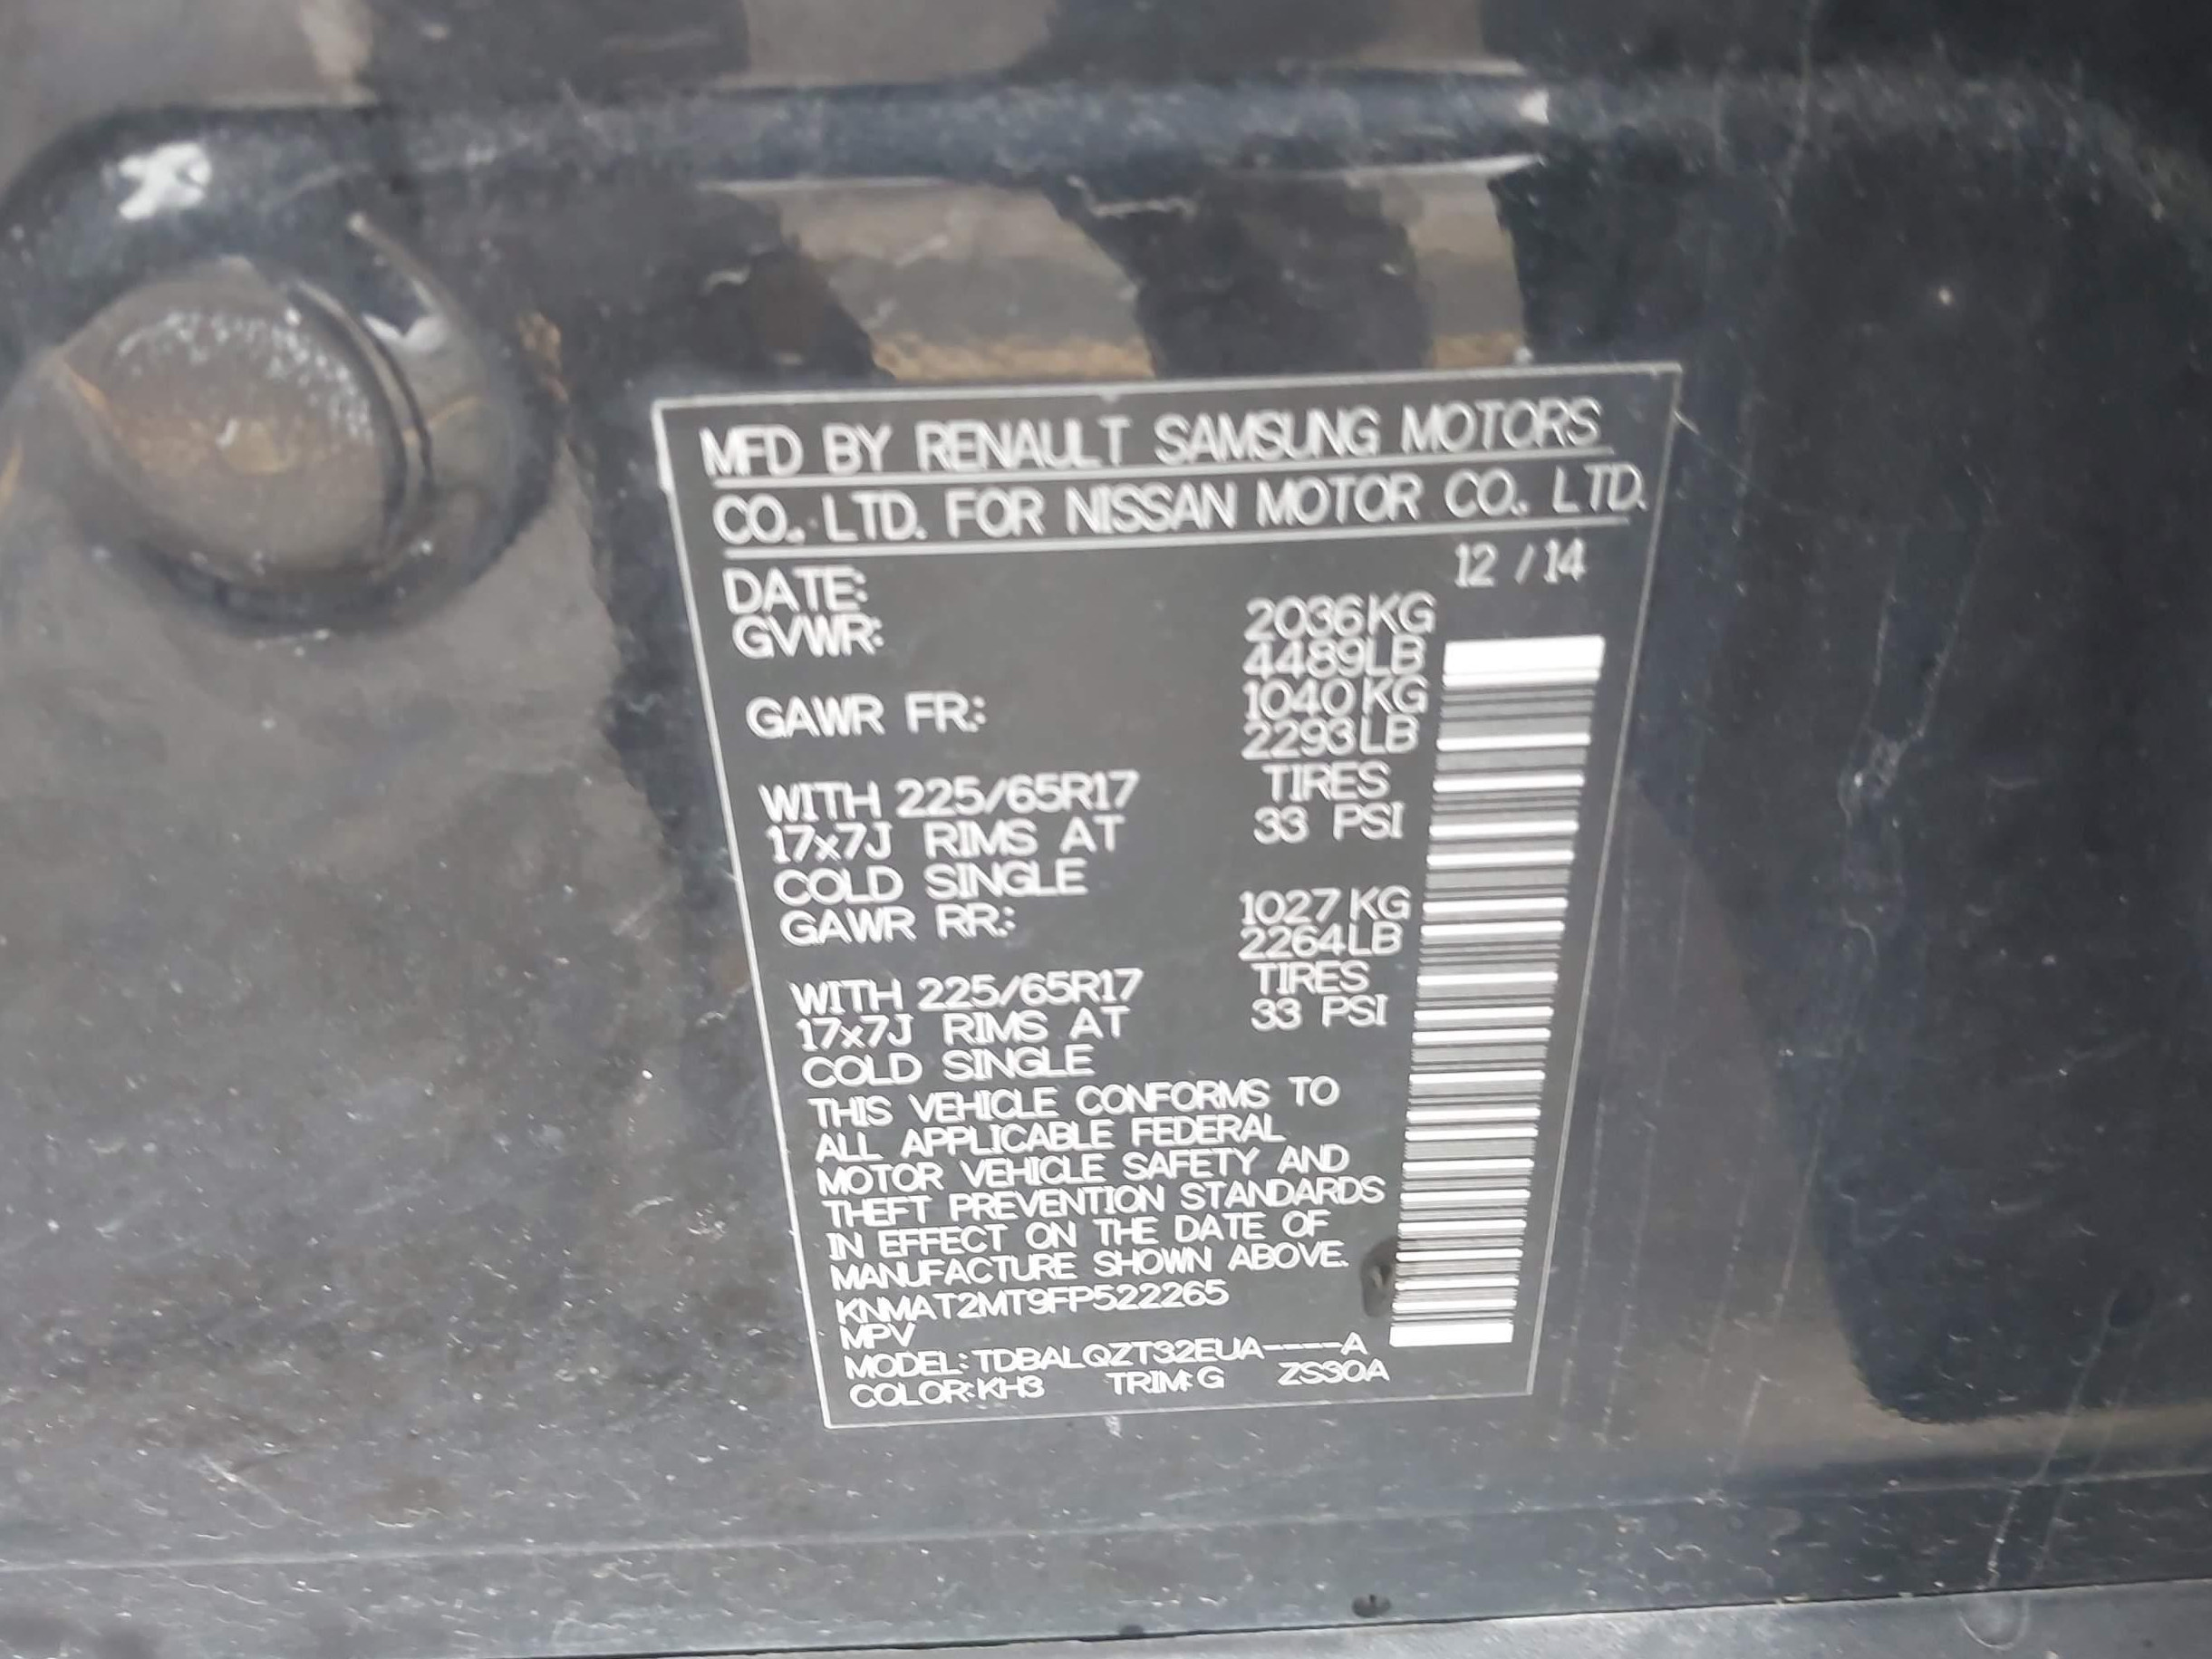 MFD BY RENAULT SAMSUNG MOTORS
CO., LTD. FOR NISSAN MOTOR CO., LTD.
DATE: 12 / 14
GVWR: 2036KG
4489LB
GAWR FR.: 1040KG
2293LB
WITH 225/65R17 TIRES
17x7J RIMS AT 33 PSI
COLD SINGLE
GAWR RR.: 1027KG
2264LB
WITH 225/65R17 TIRES
17x7J RIMS AT 33 PSI
COLD SINGLE
THIS VEHICLE CONFORMS TO
ALL APPLICABLE FEDERAL
MOTOR VEHICLE SAFETY AND
THEFT PREVENTION STANDARDS
IN EFFECT ON THE DATE OF
MANUFACTURE SHOWN ABOVE.
KNMAT2MT9FP522265
MPV
MODEL: TDBALQZT32EUA----A
COLOR:KH3 TRIM:G ZS30A